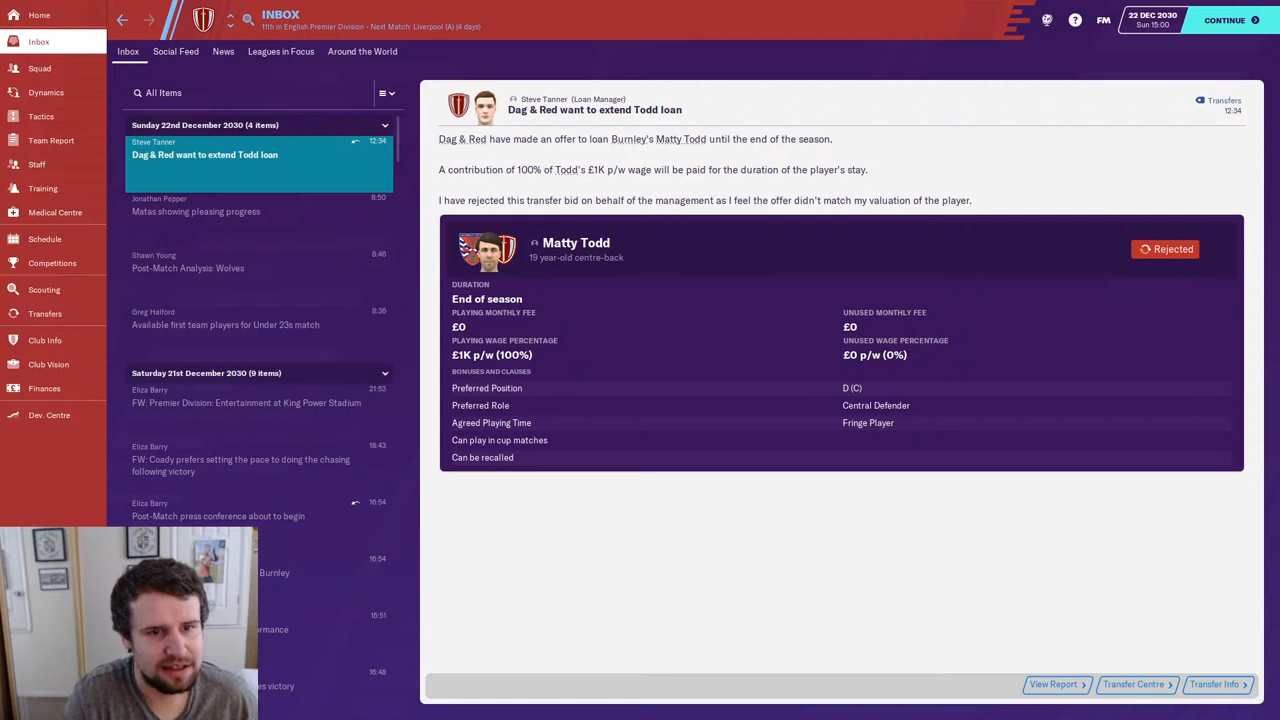 Home
Inbox
Squad
Dynamics
Tactics
Team Report
Staff
Training
Medical Centre
Schedule
Competitions
Scouting
Transfers
Club Info
Club Vision
Finances
Dev. Centre
INBOX
11th in English Premier Division - Next Match: Liverpool (A) (4 days)
?
FM
22 DEC 2030
Sun 15:00
CONTINUE
Inbox
Social Feed
News
Leagues in Focus
Around the World
All Items
Sunday 22nd December 2030 (4 items)
Steve Tanner
12:34
Dag & Red want to extend Todd loan
Jonathan Pepper
8:50
Matas showing pleasing progress
Shawn Young
8:46
Post-Match Analysis: Wolves
Greg Halford
8:36
Available first team players for Under 23s match
Saturday 21st December 2030 (9 items)
Eliza Barry
21:53
FW: Premier Division: Entertainment at King Power Stadium
Eliza Barry
18:43
FW: Coady prefers setting the pace to doing the chasing
following victory
Eliza Barry
16:54
Post-Match press conference about to begin
16:54
Burnley
16:51
ormance
16:48
es victory
Steve Tanner (Loan Manager)
Dag & Red want to extend Todd loan
Transfers
12:34
Dag & Red have made an offer to loan Burnley's Matty Todd until the end of the season.
A contribution of 100% of Todd's £1K p/w wage will be paid for the duration of the player's stay.
I have rejected this transfer bid on behalf of the management as I feel the offer didn't match my valuation of the player.
Matty Todd
19 year-old centre-back
Rejected
DURATION
End of season
PLAYING MONTHLY FEE
UNUSED MONTHLY FEE
£0
£0
PLAYING WAGE PERCENTAGE
UNUSED WAGE PERCENTAGE
£1K p/w (100%)
£0 p/w (0%)
BONUSES AND CLAUSES
Preferred Position
D (C)
Preferred Role
Central Defender
Agreed Playing Time
Fringe Player
Can play in cup matches
Can be recalled
View Report
Transfer Centre
Transfer Info